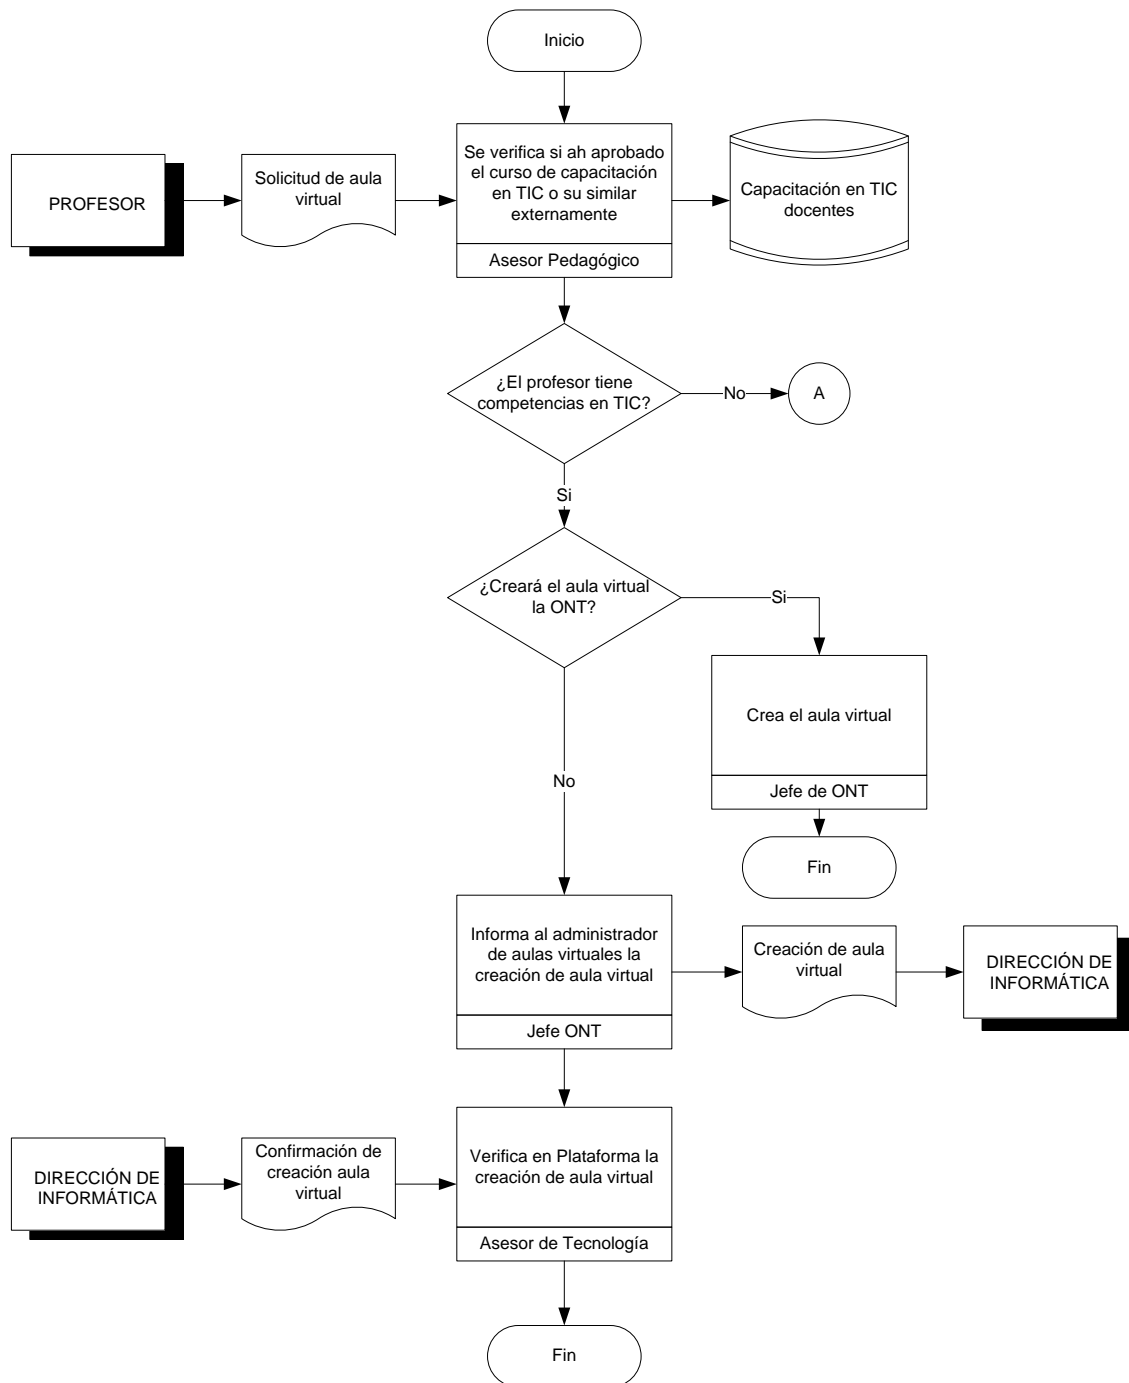 Inicio
PROFESOR
Solicitud de aula
virtual
Se verifica si ah aprobado
el curso de capacitación
en TIC o su similar
externamente
Asesor Pedagógico
Capacitación en TIC
docentes
¿El profesor tiene
competencias en TIC?
No
A
Si
¿Creará el aula virtual
la ONT?
Si
Crea el aula virtual
Jefe de ONT
No
Fin
Informa al administrador
de aulas virtuales la
creación de aula virtual
Jefe ONT
Creación de aula
virtual
DIRECCIÓN DE
INFORMÁTICA
DIRECCIÓN DE
INFORMÁTICA
Confirmación de
creación aula
virtual
Verifica en Plataforma la
creación de aula virtual
Asesor de Tecnología
Fin